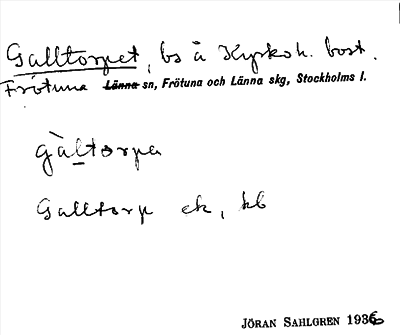 Galltorpet, bs å Kyrkoh. bost.
Frötuna Länna sn, Frötuna och Länna skg, Stockholms l.
gàltorpa
Galltorp ek, kb
JÖRAN SAHLGREN 1936